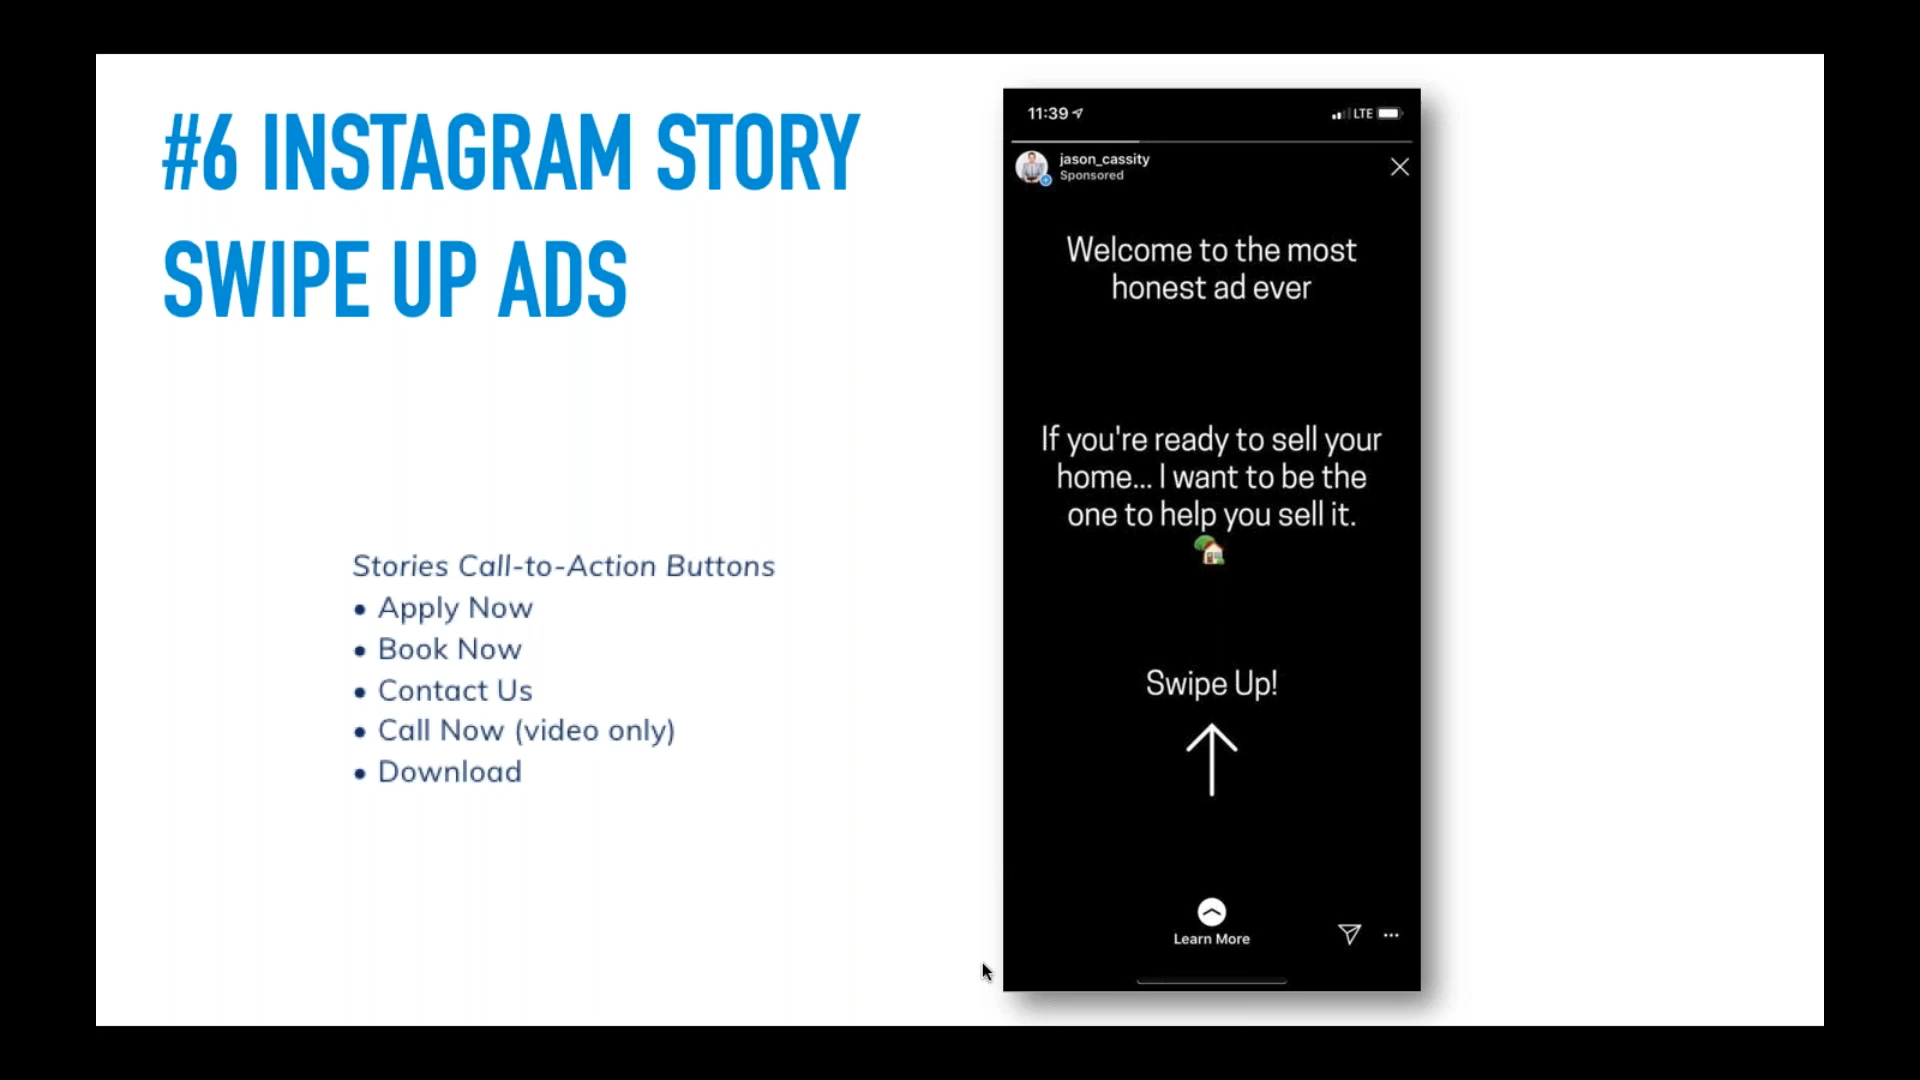 #6 INSTAGRAM STORY
SWIPE UP ADS
Stories Call-to-Action Buttons
• Apply Now
• Book Now
• Contact Us
• Call Now (video only)
• Download
11:39
LTE
jason_cassity
Sponsored
Welcome to the most
honest ad ever
If you're ready to sell your
home... I want to be the
one to help you sell it.
Swipe Up!
Learn More